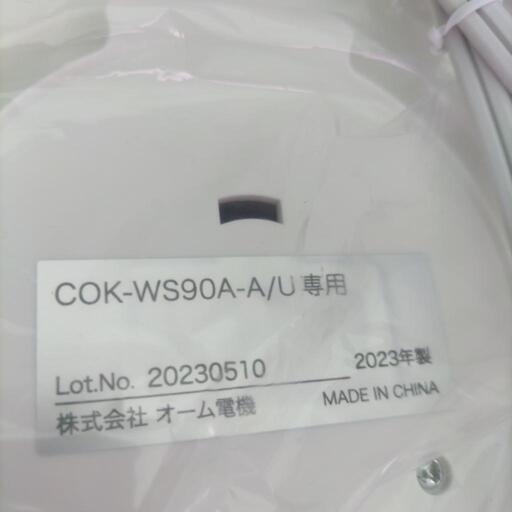 COK-WS90A-A/U 専用
Lot.No. 20230510 2023年製
株式会社 オーム電機 MADE IN CHINA